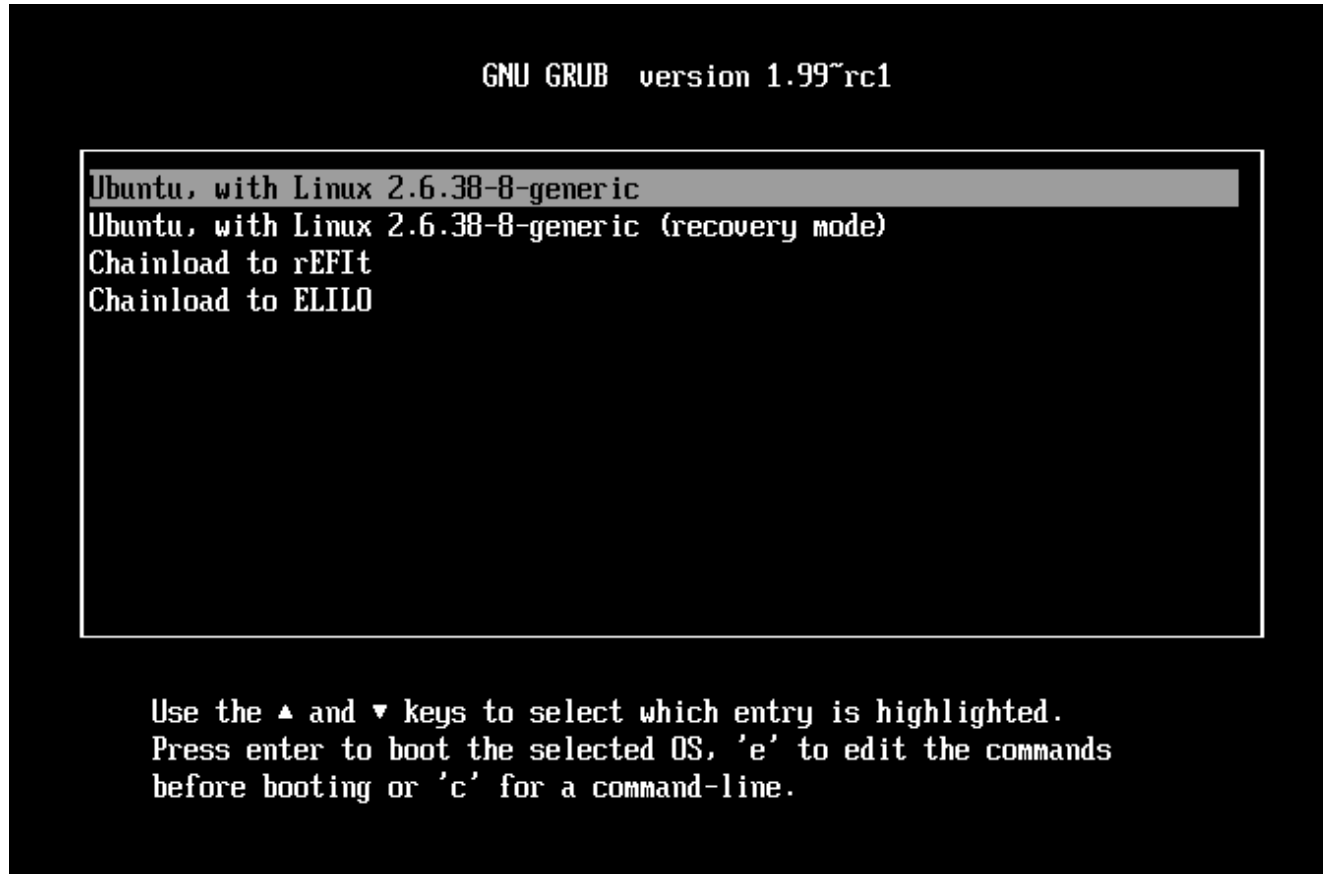 GNU GRUB version 1.99~rc1
Ubuntu, with Linux 2.6.38-8-generic
Ubuntu, with Linux 2.6.38-8-generic (recovery mode)
Chainload to rEFIt
Chainload to ELILO
Use the ▲ and ▼ keys to select which entry is highlighted.
Press enter to boot the selected OS, 'e' to edit the commands
before booting or 'c' for a command-line.